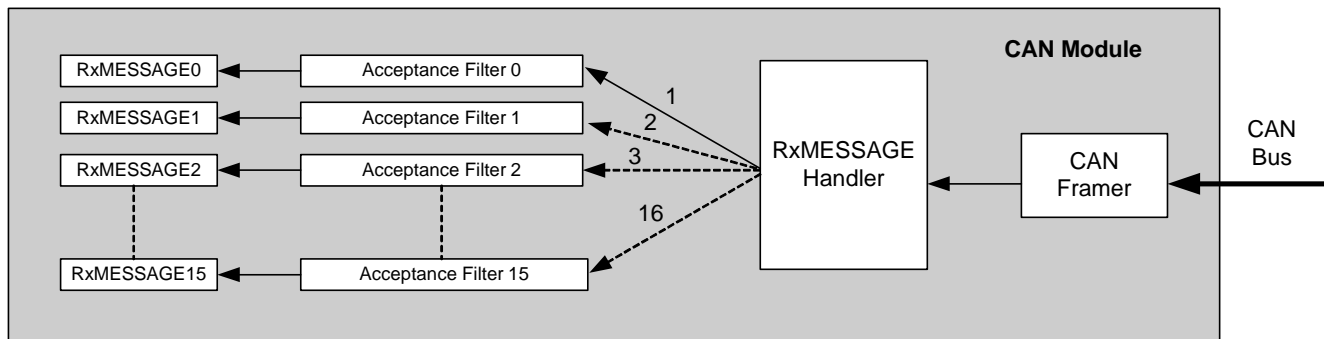 CAN Module
RxMESSAGE0
Acceptance Filter 0
1
RxMESSAGE1
Acceptance Filter 1
2
RxMESSAGE2
Acceptance Filter 2
3
RxMESSAGE15
Acceptance Filter 15
16
RxMESSAGE
Handler
CAN
Framer
CAN
Bus